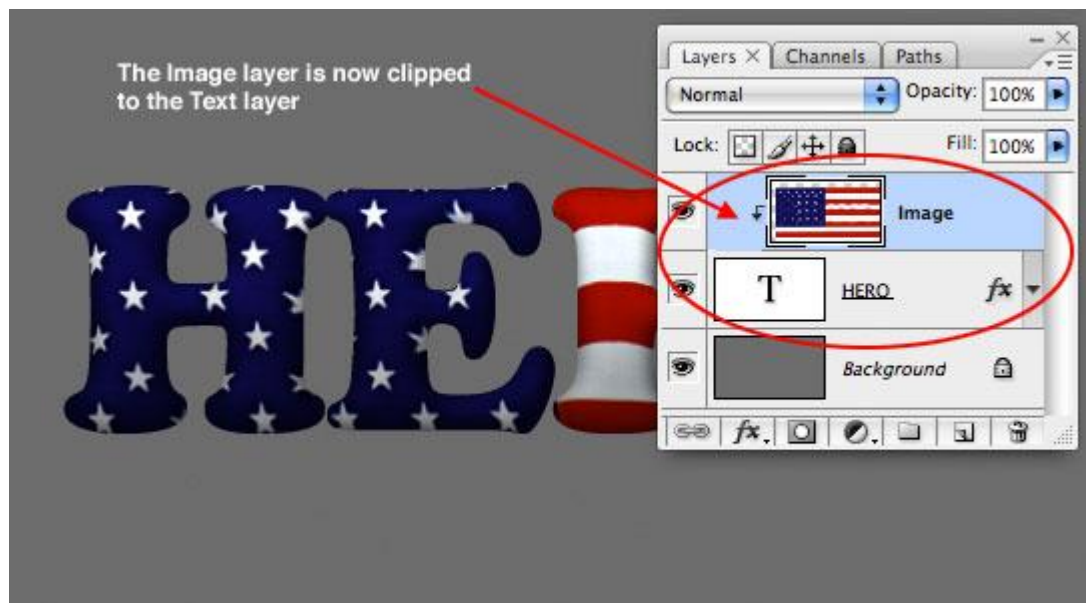 The Image layer is now clipped
to the Text layer
HE
Layers × Channels Paths
Normal Opacity: 100%
Lock: Fill: 100%
Image
T HERO fx
Background
fx